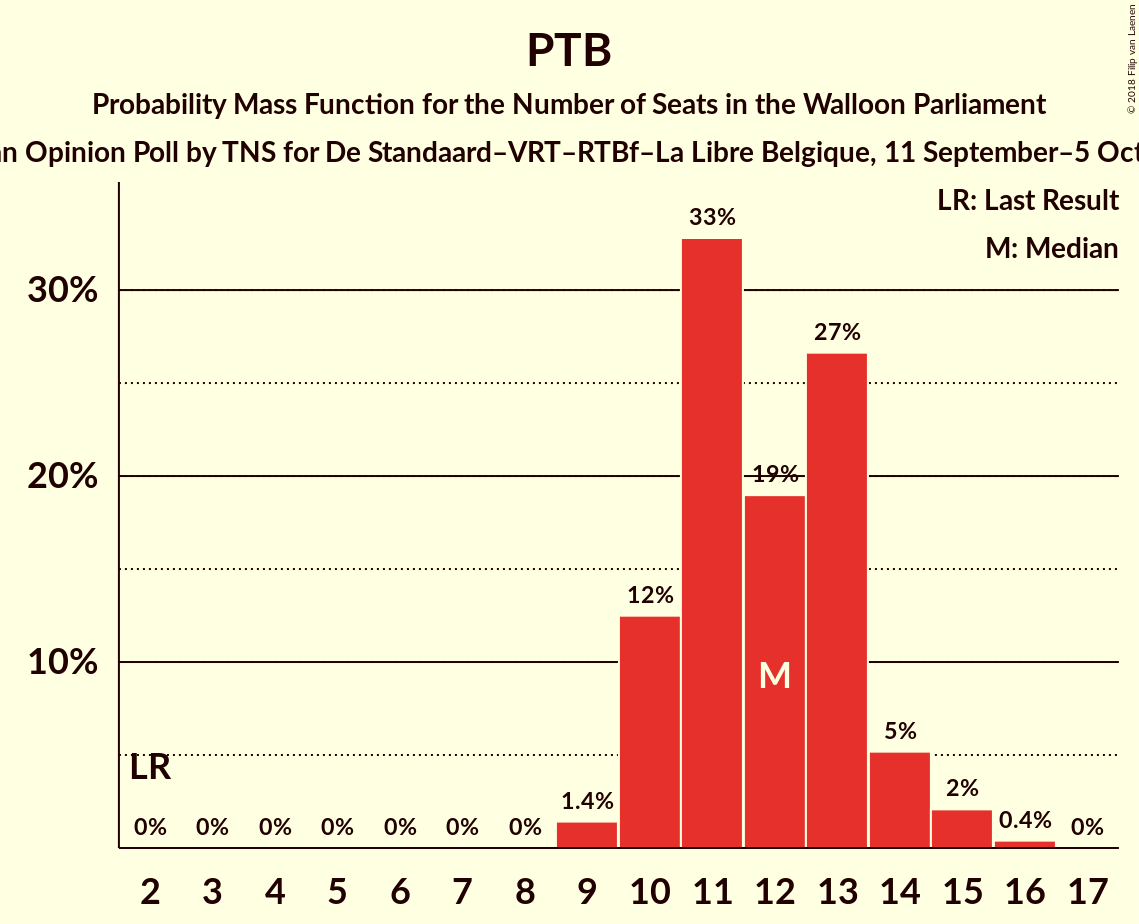 PTB
Probability Mass Function for the Number of Seats in the Walloon Parliament
n Opinion Poll by TNS for De Standaard–VRT–RTBf–La Libre Belgique, 11 September–5 Oct
© 2018 Filip van Laenen
LR: Last Result
M: Median
30%
20%
10%
33%
27%
19%
12%
M
5%
LR
2%
1.4%
0.4%
0% 0% 0% 0% 0% 0% 0% 0%
2 3 4 5 6 7 8 9 10 11 12 13 14 15 16 17